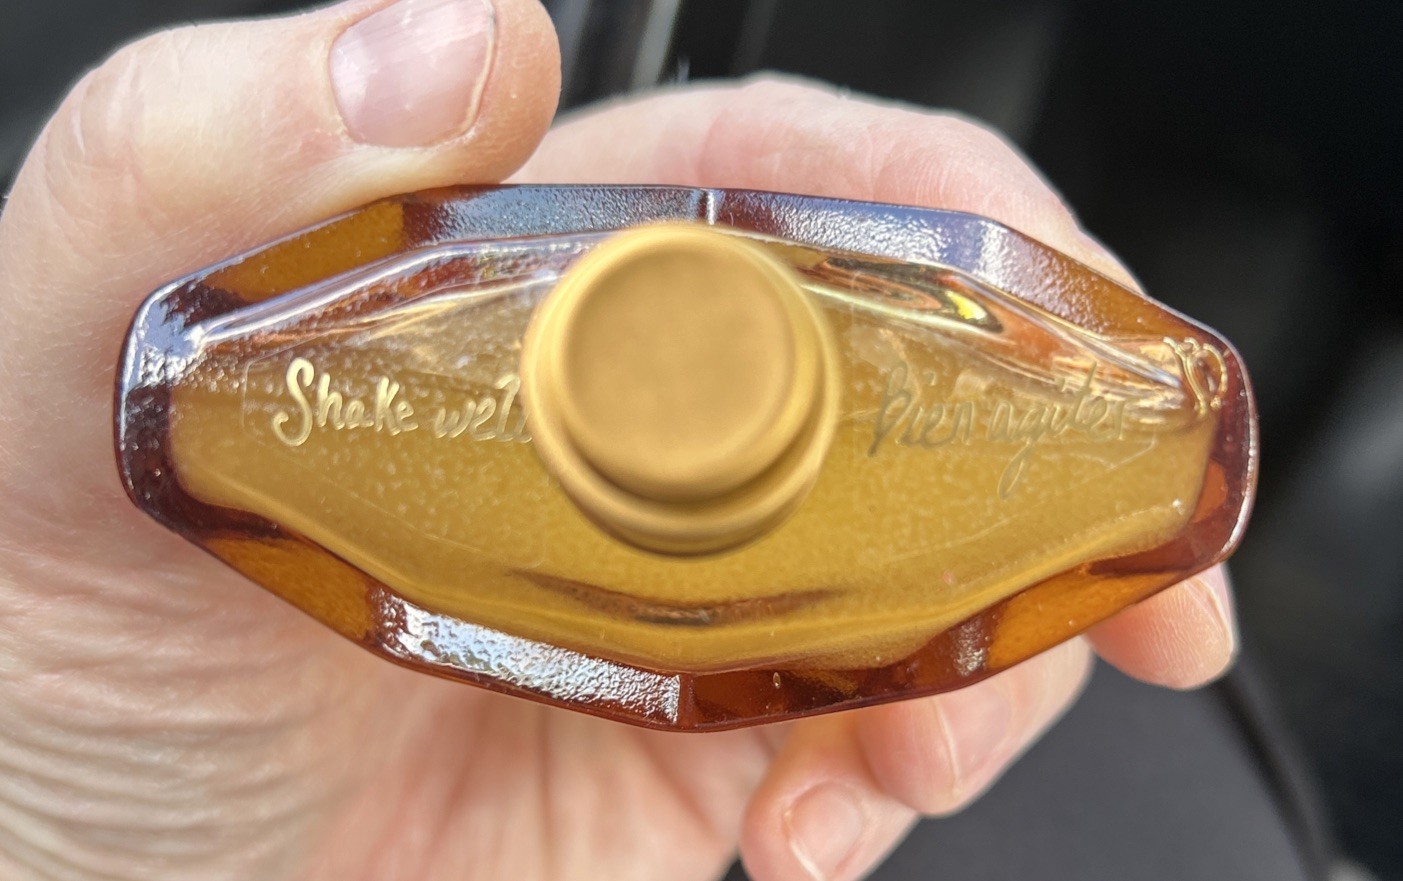 Shake well
bien agiter